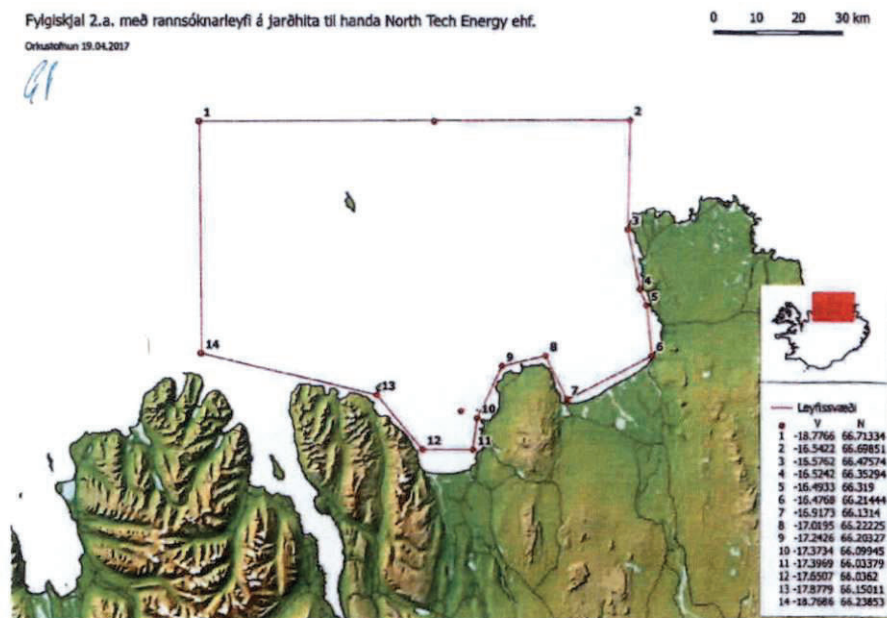 Fylgiskjal 2.a. með rannsóknarleyfi á jarðhita til handa North Tech Energy ehf.
Orkustofnun 19.04.2017
0 10 20 30 km
1
2
3
4
5
6
7
8
9
10
11
12
13
14
Leyfissvæði
V N
1 -18.7766 66.71334
2 -16.5422 66.69851
3 -16.5762 66.47574
4 -16.5242 66.35294
5 -16.4933 66.319
6 -16.4768 66.21444
7 -16.9173 66.1314
8 -17.0195 66.22225
9 -17.2426 66.20327
10 -17.3734 66.09945
11 -17.3969 66.03379
12 -17.6507 66.0362
13 -17.8779 66.15011
14 -18.7686 66.23853